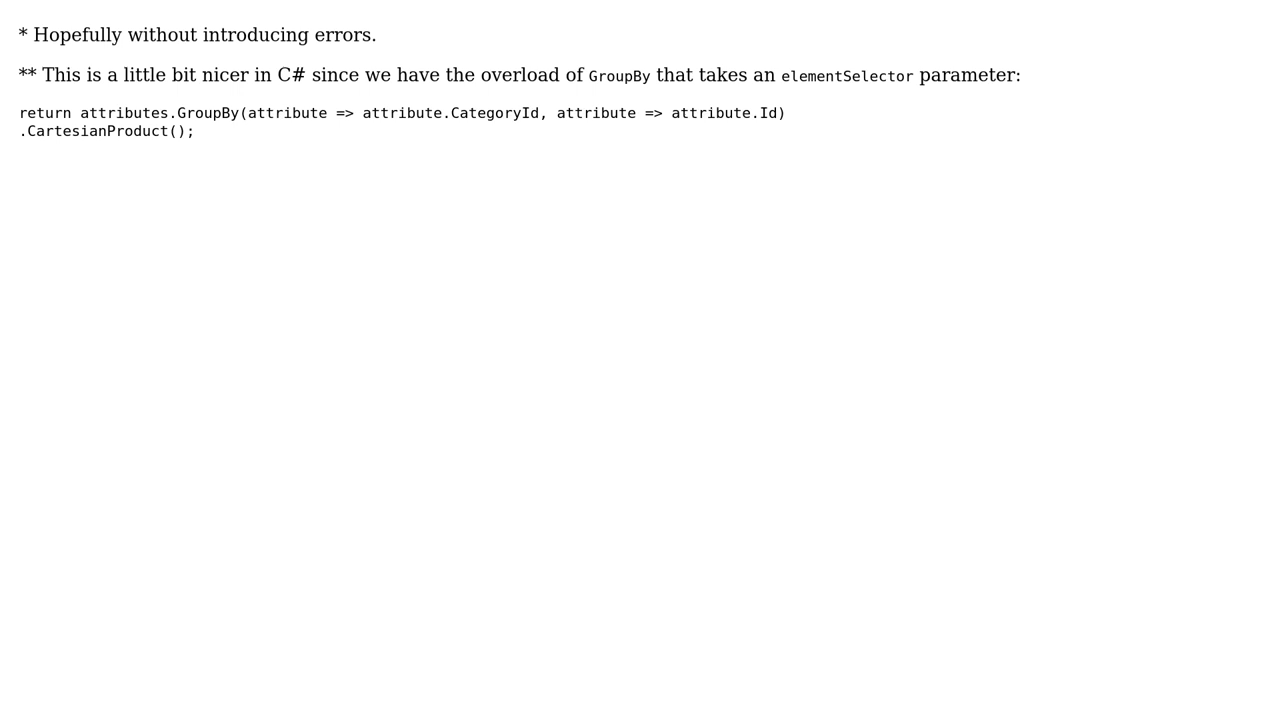 * Hopefully without introducing errors.
** This is a little bit nicer in C# since we have the overload of GroupBy that takes an elementSelector parameter:
return attributes.GroupBy(attribute => attribute.CategoryId, attribute => attribute.Id)
.CartesianProduct();